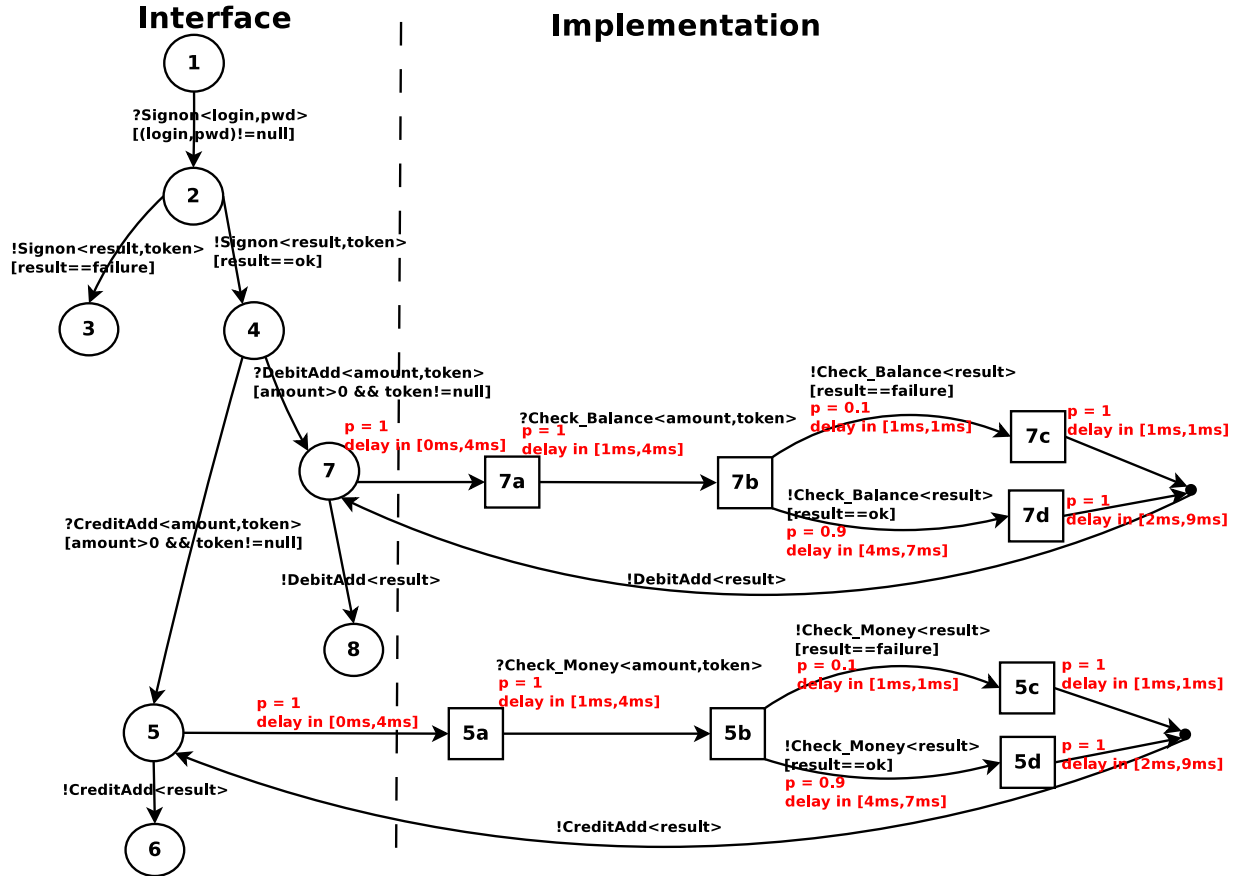 Interface
Implementation
1
?Signon<login,pwd>
[(login,pwd)!=null]
2
!Signon<result,token>
[result==failure]
!Signon<result,token>
[result==ok]
3
4
?DebitAdd<amount,token>
[amount>0 && token!=null]
p = 1
delay in [0ms,4ms]
?Check_Balance<amount,token>
p = 1
delay in [1ms,4ms]
!Check_Balance<result>
[result==failure]
p = 0.1
delay in [1ms,1ms]
p = 1
delay in [1ms,1ms]
7
7a
7b
7c
!Check_Balance<result>
[result==ok]
p = 0.9
delay in [4ms,7ms]
7d
p = 1
delay in [2ms,9ms]
?CreditAdd<amount,token>
[amount>0 && token!=null]
!DebitAdd<result>
!DebitAdd<result>
8
?Check_Money<amount,token>
p = 1
delay in [1ms,4ms]
!Check_Money<result>
[result==failure]
p = 0.1
delay in [1ms,1ms]
p = 1
delay in [1ms,1ms]
p = 1
delay in [0ms,4ms]
5
5a
5b
5c
!Check_Money<result>
[result==ok]
p = 0.9
delay in [4ms,7ms]
5d
p = 1
delay in [2ms,9ms]
!CreditAdd<result>
!CreditAdd<result>
6